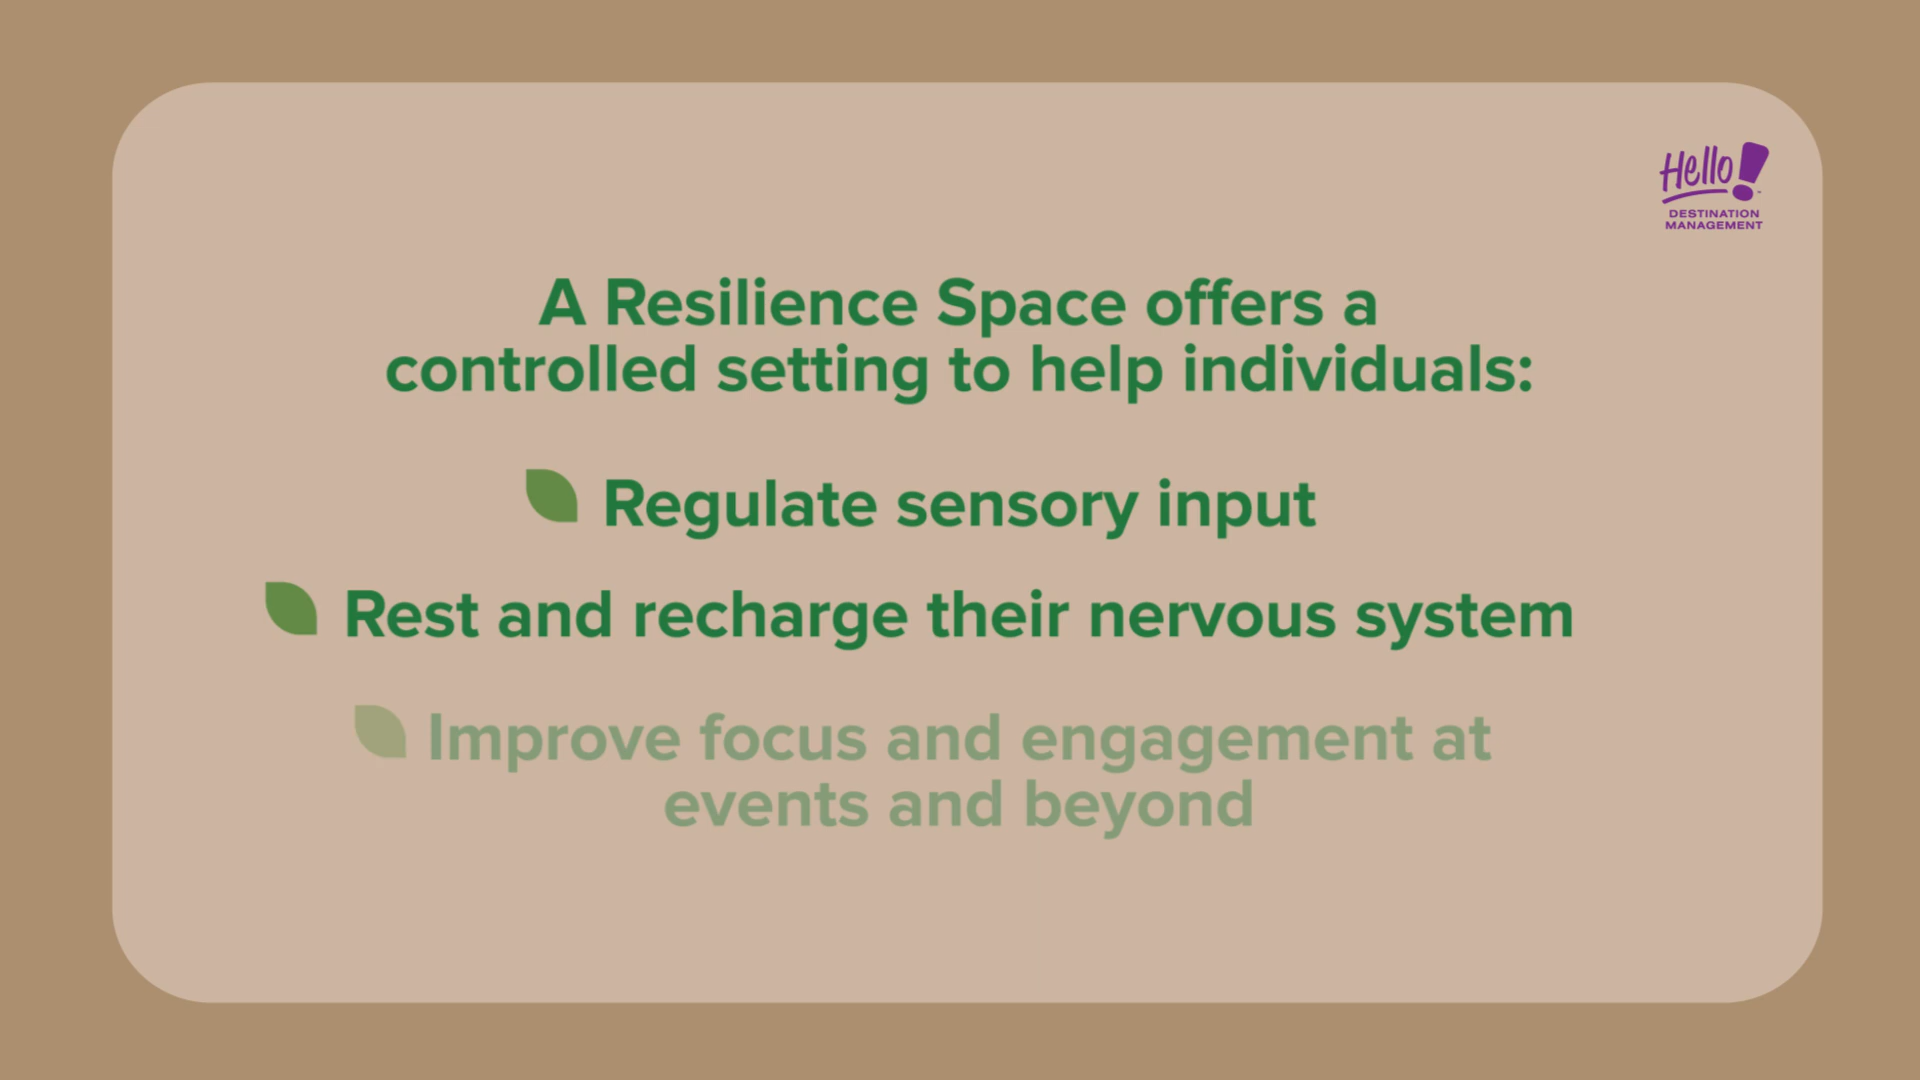 Hello!
DESTINATION
MANAGEMENT
A Resilience Space offers a
controlled setting to help individuals:
Regulate sensory input
Rest and recharge their nervous system
Improve focus and engagement at
events and beyond